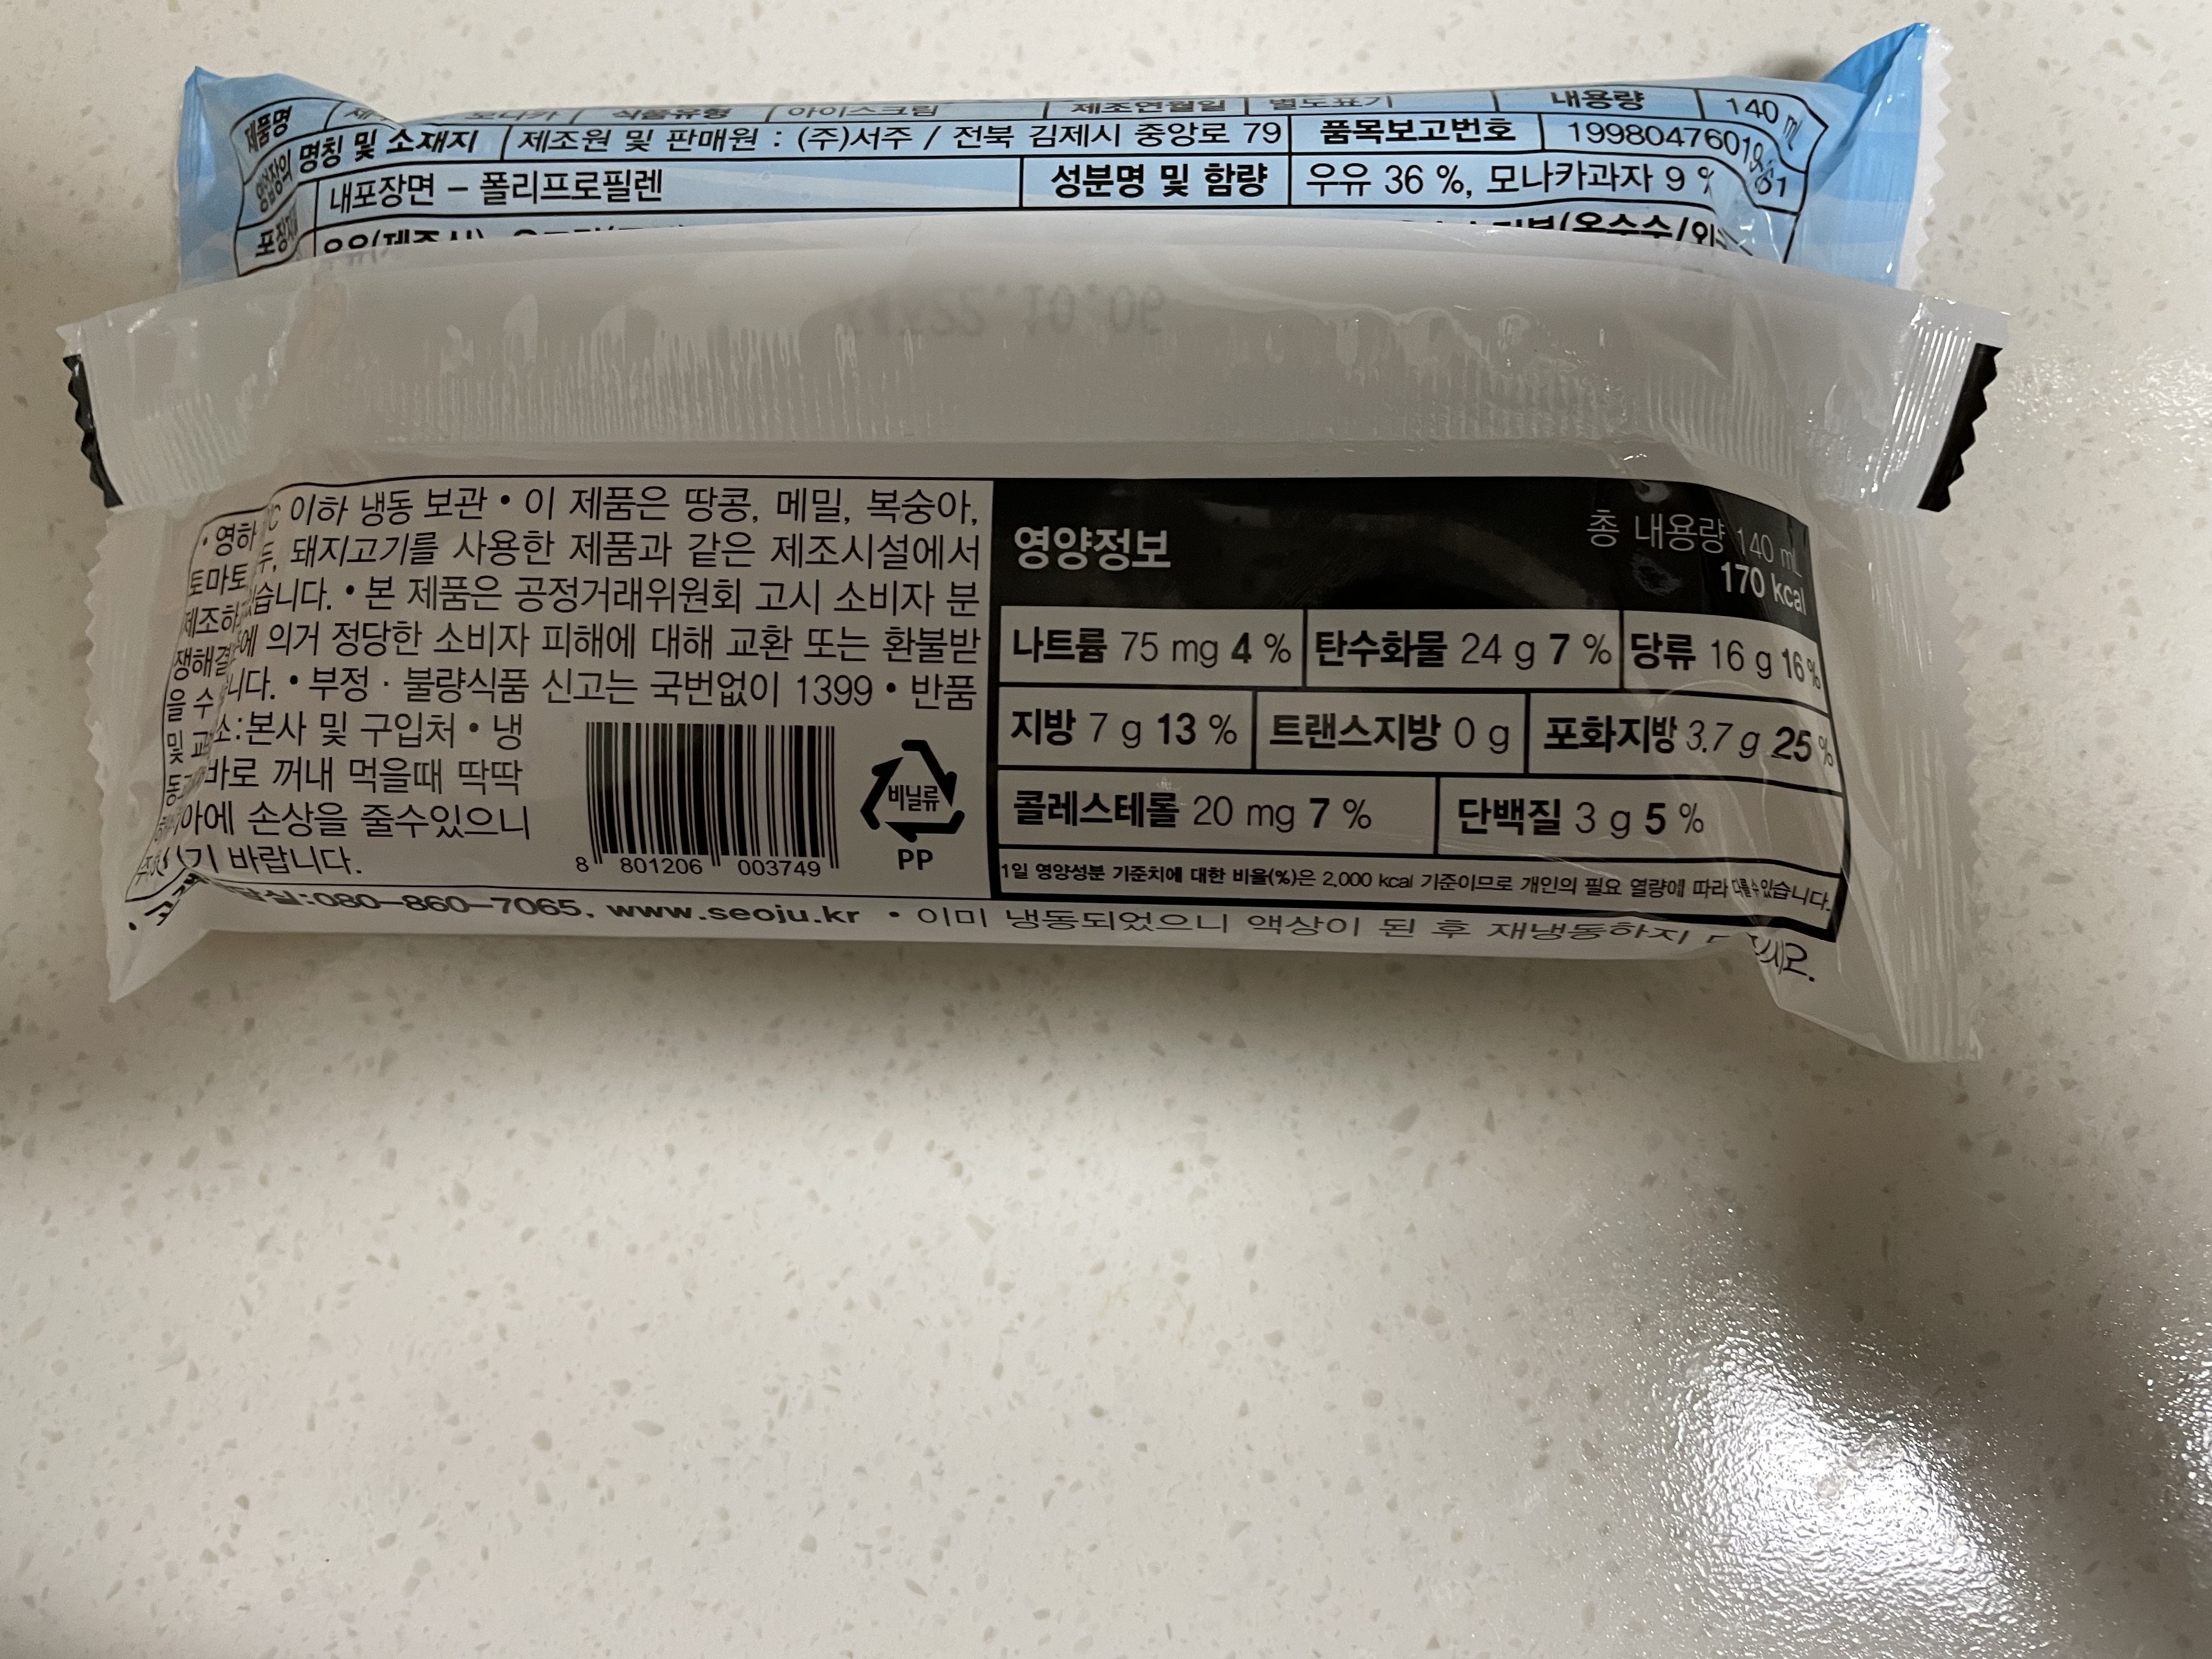 제품명 모나카 식품유형 아이스크림 제조연월일 별도표기 내용량 140 ml
명칭 및 소재지 제조원 및 판매원 : (주)서주 / 전북 김제시 중앙로 79 품목보고번호
내포장면 – 폴리프로필렌 성분명 및 함량 우유 36 %, 모나카과자 9 %
• 영하 이하 냉동 보관 • 이 제품은 땅콩, 메밀, 복숭아,
토마토 돼지고기를 사용한 제품과 같은 제조시설에서
본 제품은 공정거래위원회 고시 소비자 분
의거 정당한 소비자 피해에 대해 교환 또는 환불받
을 수 • 부정 · 불량식품 신고는 국번없이 1399 • 반품
및 본사 및 구입처 • 냉
바로 꺼내 먹을때 딱딱
손상을 줄수있으니
바랍니다.
8 801206 003749
비닐류
PP
영양정보
총 내용량 140 mL
170 kcal
나트륨 75 mg 4 % 탄수화물 24 g 7 % 당류 16 g 16 %
지방 7 g 13 % 트랜스지방 0 g 포화지방 3.7 g 25 %
콜레스테롤 20 mg 7 % 단백질 3 g 5 %
1일 영양성분 기준치에 대한 비율(%)은 2,000 kcal 기준이므로 개인의 필요 열량에 따라 다를 수 있습니다.
080–860–7065, www.seoju.kr • 이미 냉동되었으니 액상이 된 후 재냉동하지